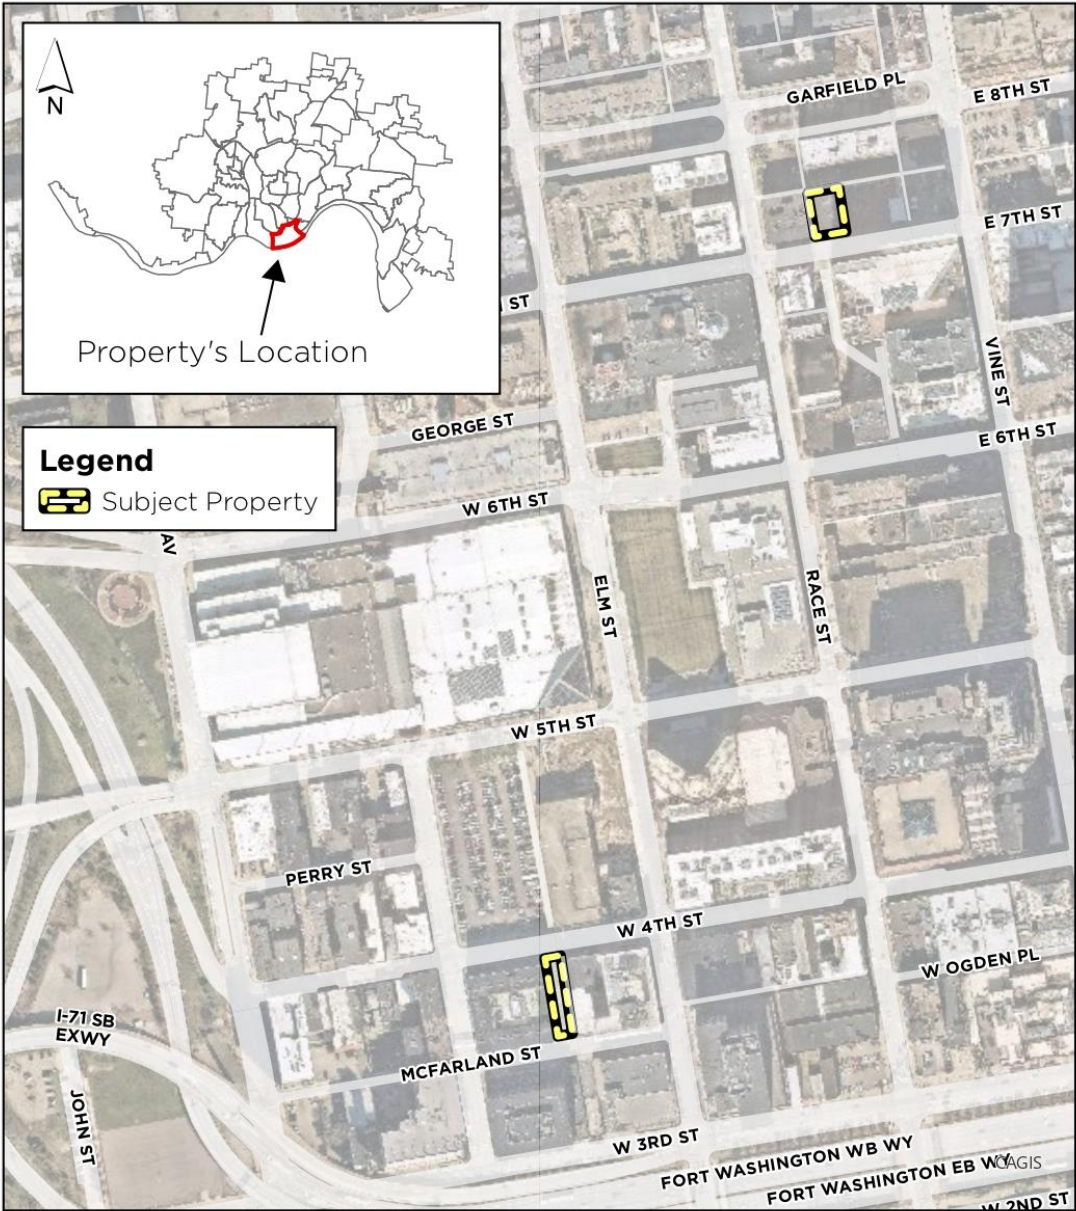 N
Property's Location
Legend
Subject Property
GARFIELD PL
E 8TH ST
E 7TH ST
ST
VINE ST
GEORGE ST
E 6TH ST
W 6TH ST
AV
ELM ST
RACE ST
W 5TH ST
PERRY ST
W 4TH ST
W OGDEN PL
I-71 SB
EXWY
MCFARLAND ST
JOHN ST
W 3RD ST
FORT WASHINGTON WB WY
FORT WASHINGTON EB WY
CAGIS
W 2ND ST